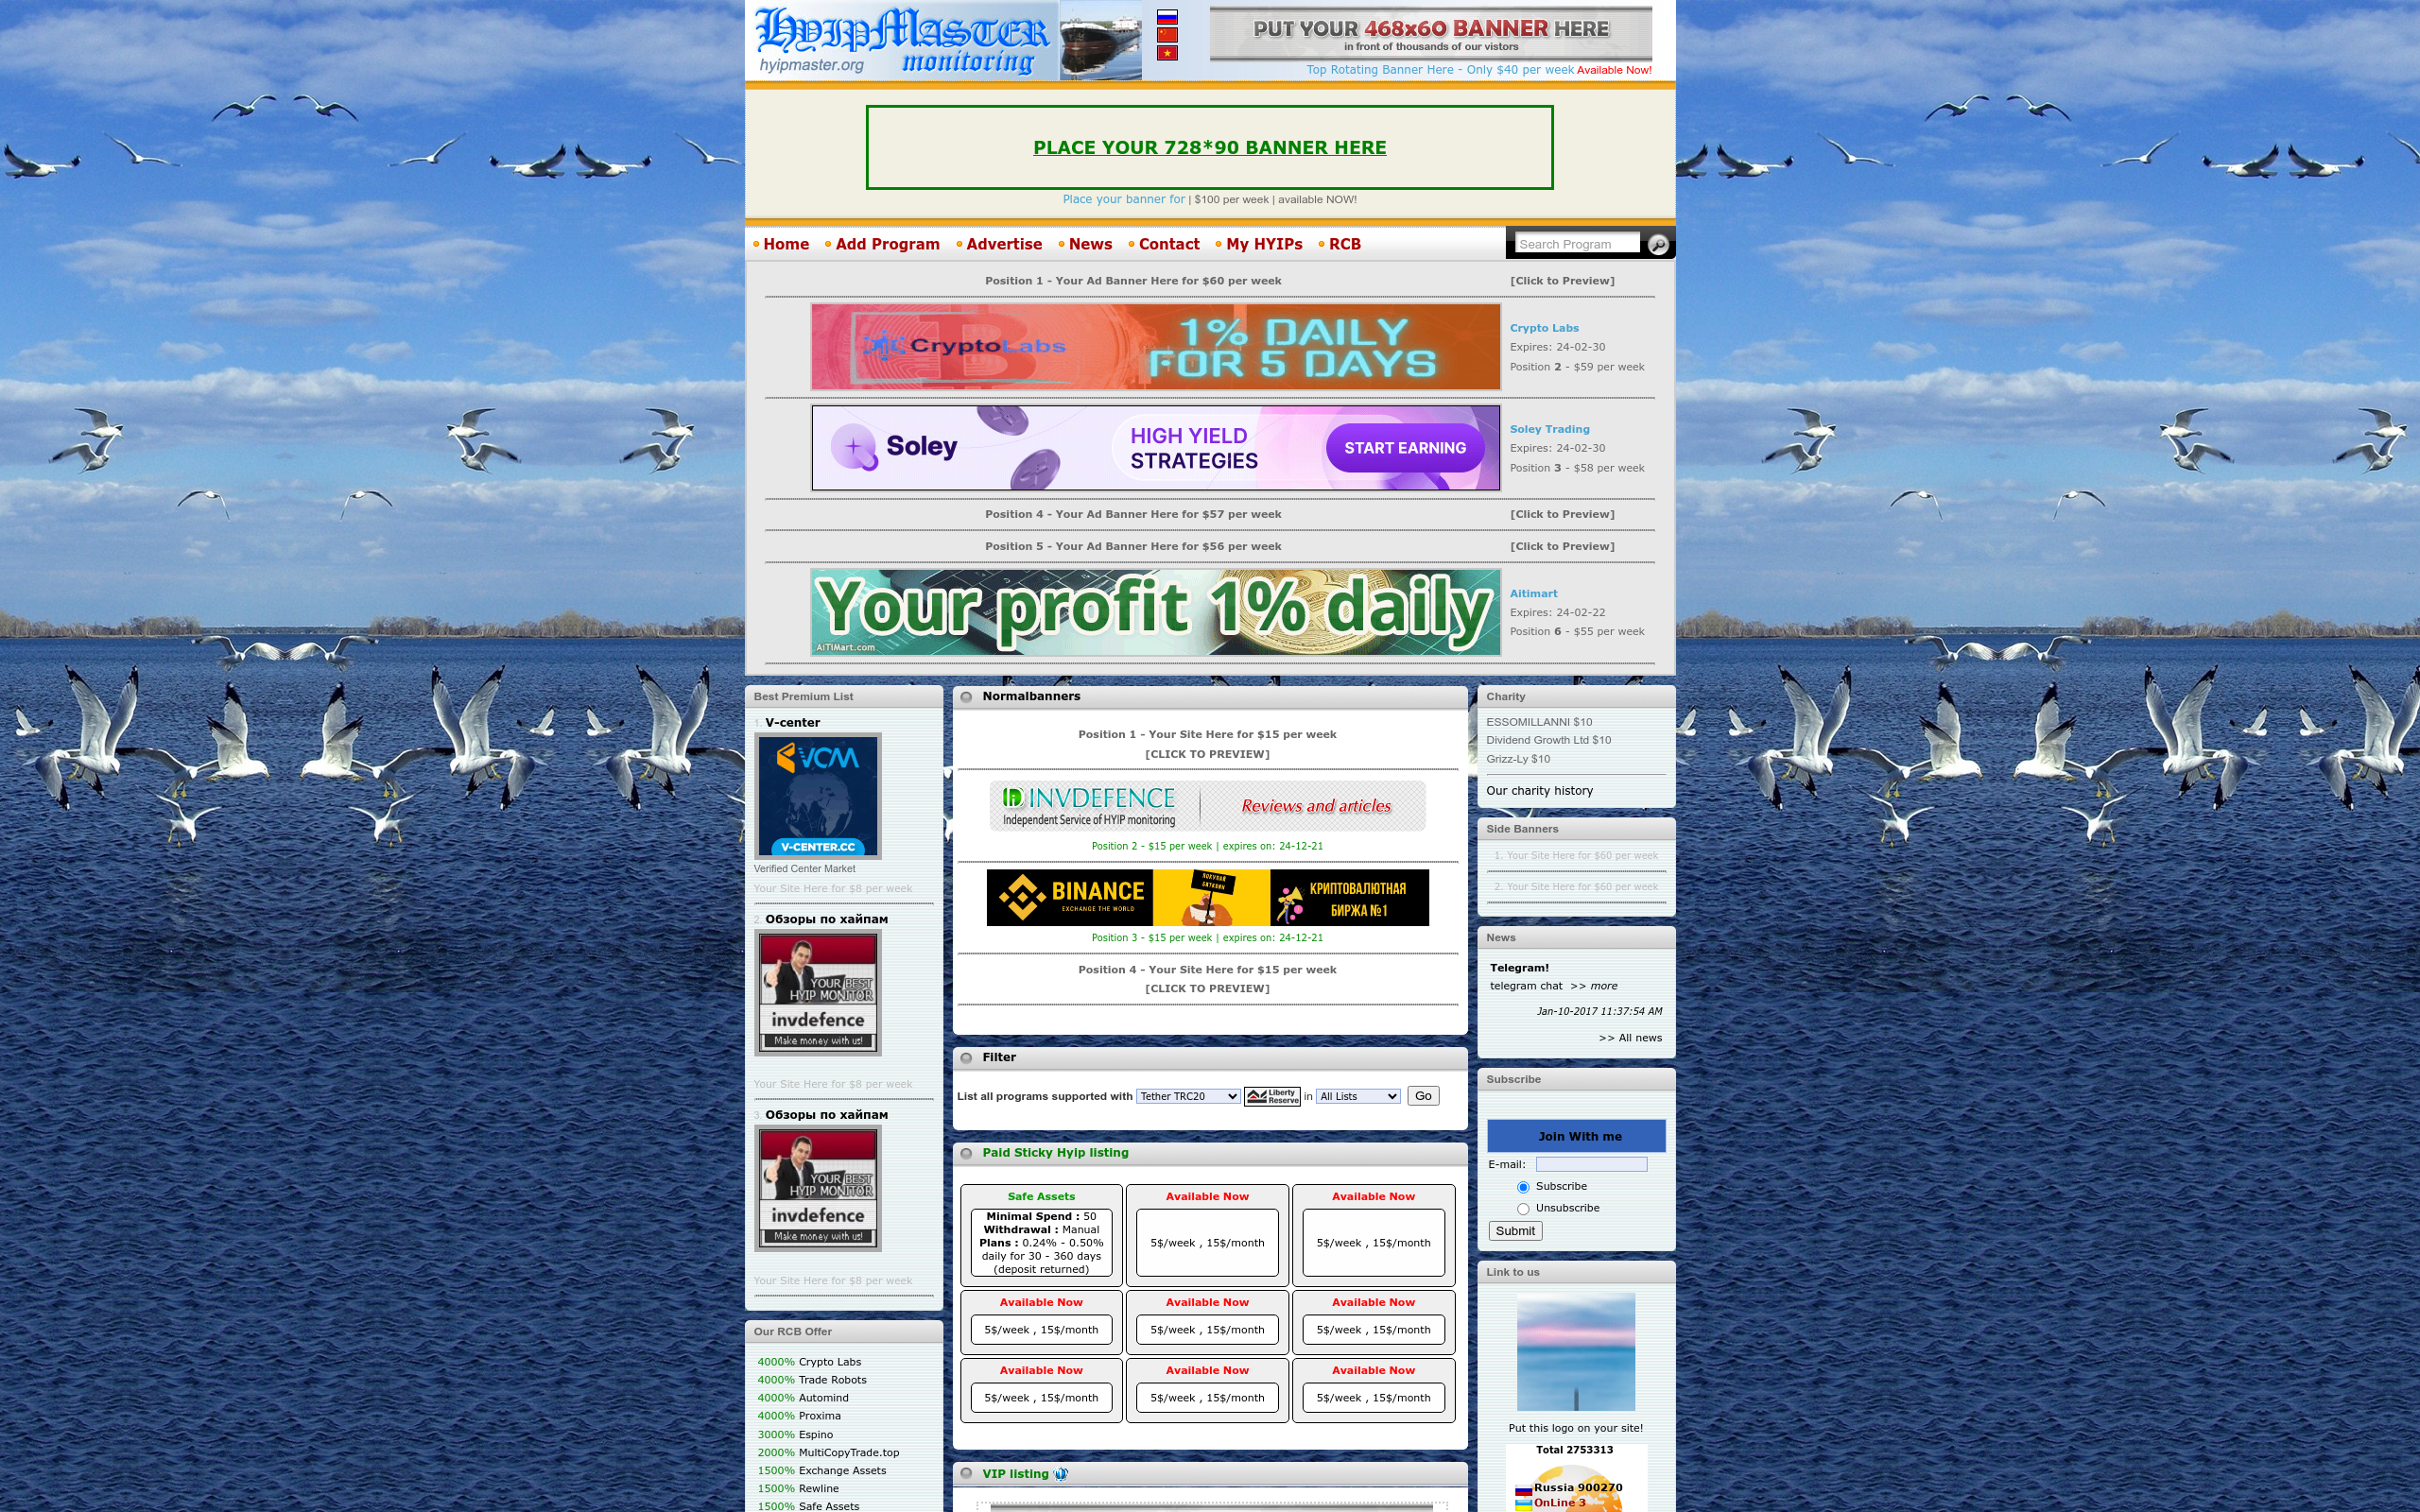 HyipMaster
monitoring
hyipmaster.org
PUT YOUR 468x60 BANNER HERE
in front of thousands of our vistors
Top Rotating Banner Here - Only $40 per week Available Now!
PLACE YOUR 728*90 BANNER HERE
Place your banner for | $100 per week | available NOW!
Home Add Program Advertise News Contact My HYIPs RCB
Search Program
Position 1 - Your Ad Banner Here for $60 per week [Click to Preview]
CryptoLabs
1% DAILY
FOR 5 DAYS
Crypto Labs
Expires: 24-02-30
Position 2 - $59 per week
Soley
HIGH YIELD
STRATEGIES
START EARNING
Soley Trading
Expires: 24-02-30
Position 3 - $58 per week
Position 4 - Your Ad Banner Here for $57 per week [Click to Preview]
Position 5 - Your Ad Banner Here for $56 per week [Click to Preview]
Your profit 1% daily
AiTiMart.com
Aitimart
Expires: 24-02-22
Position 6 - $55 per week
Best Premium List
1. V-center
VCM
V-CENTER.CC
Verified Center Market
Your Site Here for $8 per week
2. Обзоры по хайпам
YOUR BEST
HYIP MONITOR
invdefence
Make money with us!
Your Site Here for $8 per week
3. Обзоры по хайпам
YOUR BEST
HYIP MONITOR
invdefence
Make money with us!
Your Site Here for $8 per week
Our RCB Offer
4000% Crypto Labs
4000% Trade Robots
4000% Automind
4000% Proxima
3000% Espino
2000% MultiCopyTrade.top
1500% Exchange Assets
1500% Rewline
1500% Safe Assets
Normalbanners
Position 1 - Your Site Here for $15 per week
[CLICK TO PREVIEW]
ID INVDEFENCE
Independent Service of HYIP monitoring
Reviews and articles
Position 2 - $15 per week | expires on: 24-12-21
BINANCE
EXCHANGE THE WORLD
ПОКУПАЙ
БИТКОИН
КРИПТОВАЛЮТНАЯ
БИРЖА №1
Position 3 - $15 per week | expires on: 24-12-21
Position 4 - Your Site Here for $15 per week
[CLICK TO PREVIEW]
Filter
List all programs supported with Tether TRC20 Liberty Reserve in All Lists Go
Paid Sticky Hyip listing
Safe Assets
Minimal Spend : 50
Withdrawal : Manual
Plans : 0.24% - 0.50%
daily for 30 - 360 days
(deposit returned)
Available Now
5$/week , 15$/month
Available Now
5$/week , 15$/month
Available Now
5$/week , 15$/month
Available Now
5$/week , 15$/month
Available Now
5$/week , 15$/month
Available Now
5$/week , 15$/month
Available Now
5$/week , 15$/month
Available Now
5$/week , 15$/month
VIP listing
Charity
ESSOMILLANNI $10
Dividend Growth Ltd $10
Grizz-Ly $10
Our charity history
Side Banners
1. Your Site Here for $60 per week
2. Your Site Here for $60 per week
News
Telegram!
telegram chat >> more
Jan-10-2017 11:37:54 AM
>> All news
Subscribe
Join With me
E-mail:
Subscribe
Unsubscribe
Submit
Link to us
Put this logo on your site!
Total 2753313
Russia 900270
OnLine 3